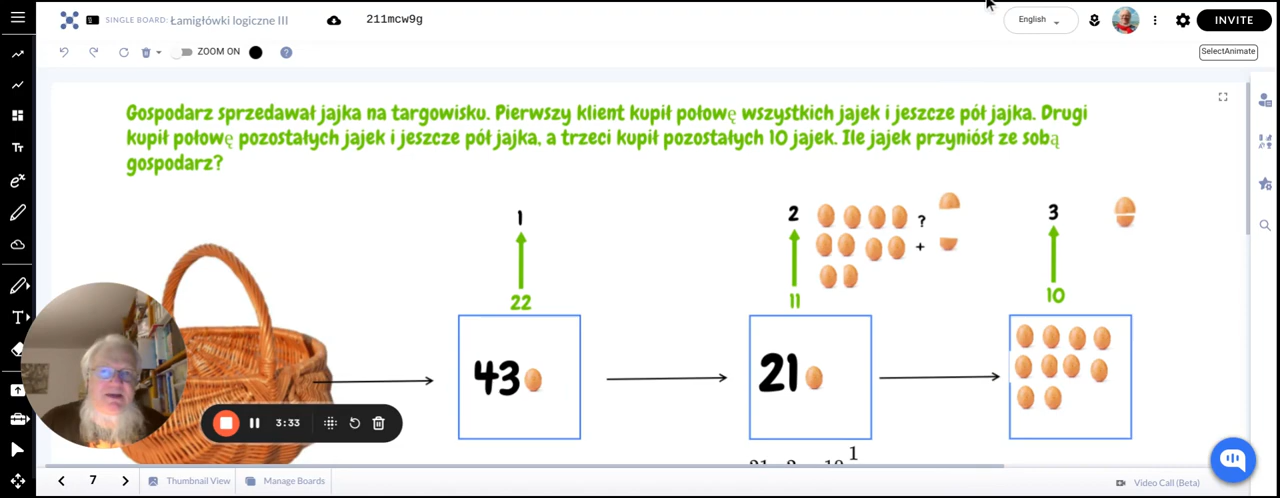 SINGLE BOARD: Łamigłówki logiczne III
211mcw9g
English
INVITE
ZOOM ON
SelectAnimate
Gospodarz sprzedawał jajka na targowisku. Pierwszy klient kupił połowę wszystkich jajek i jeszcze pół jajka. Drugi
kupił połowę pozostałych jajek i jeszcze pół jajka, a trzeci kupił pozostałych 10 jajek. Ile jajek przyniósł ze sobą
gospodarz?
1
2
?
3
+
22
11
10
43
21
3:33
7
Thumbnail View
Manage Boards
Video Call (Beta)